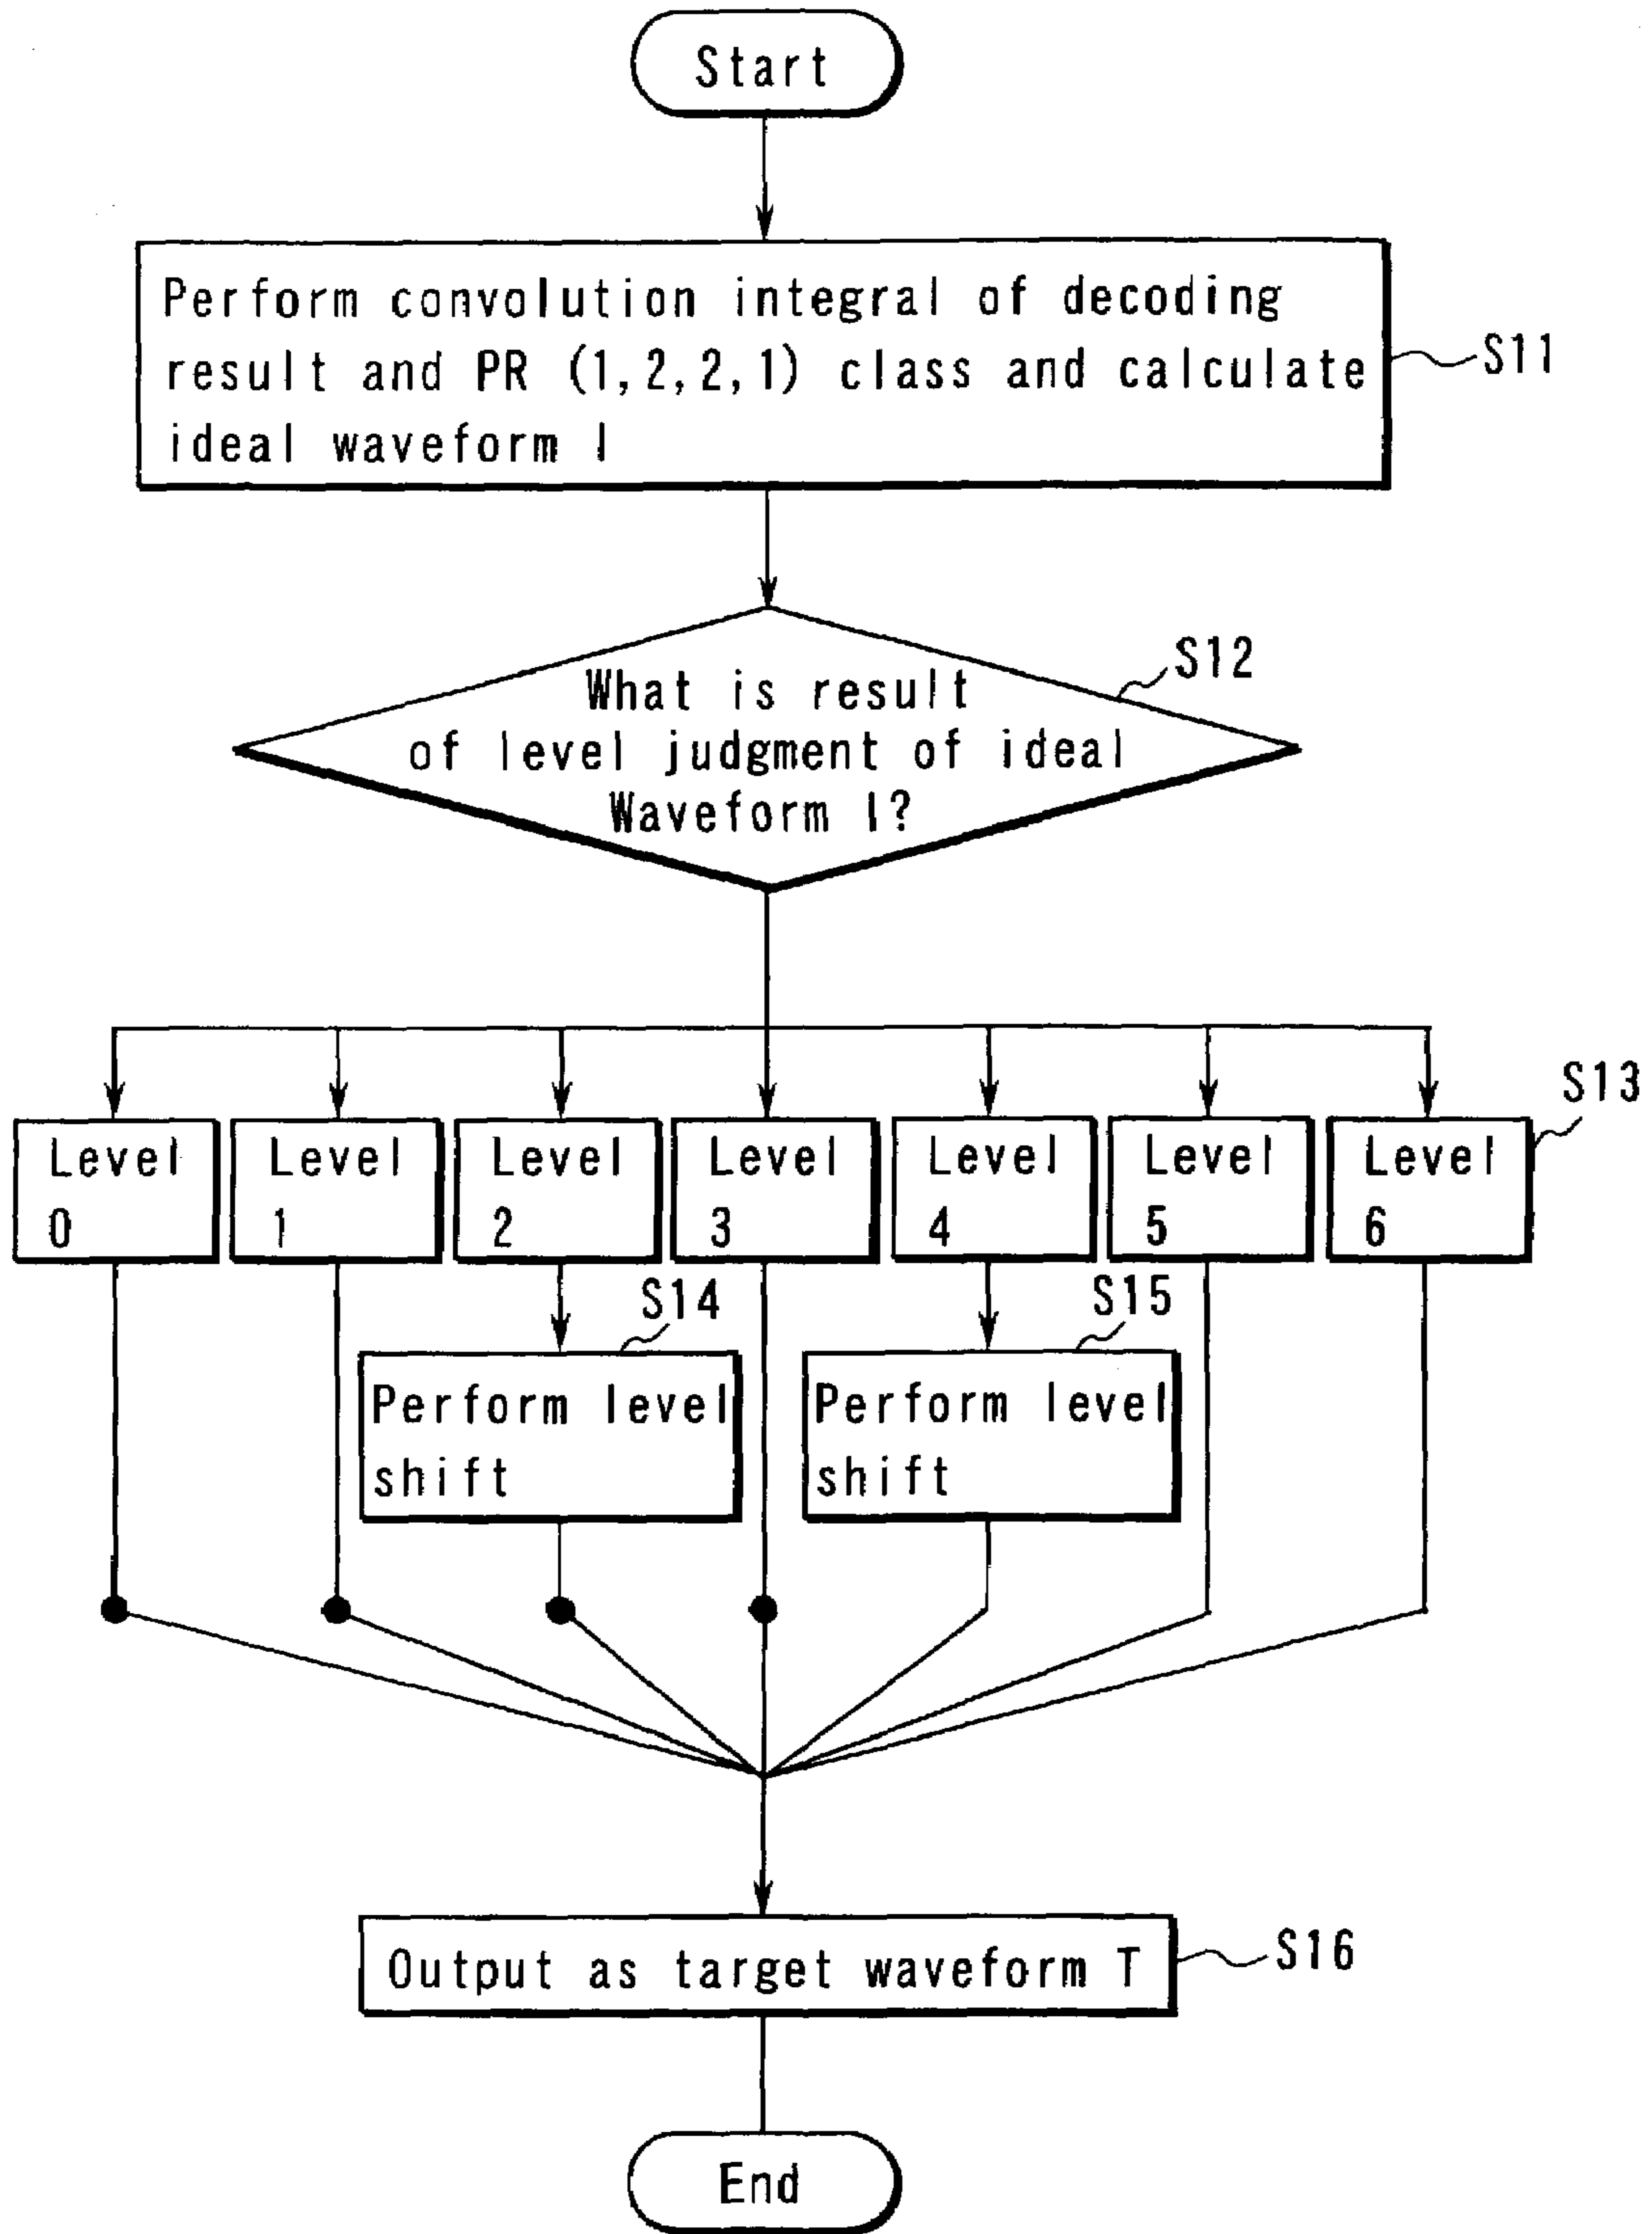 Start
Perform convolution integral of decoding
result and PR (1,2,2,1) class and calculate
ideal waveform I
S11
S12
What is result
of level judgment of ideal
Waveform I?
S13
Level
0
Level
1
Level
2
Level
3
Level
4
Level
5
Level
6
S14
S15
Perform level
shift
Perform level
shift
Output as target waveform T
S16
End